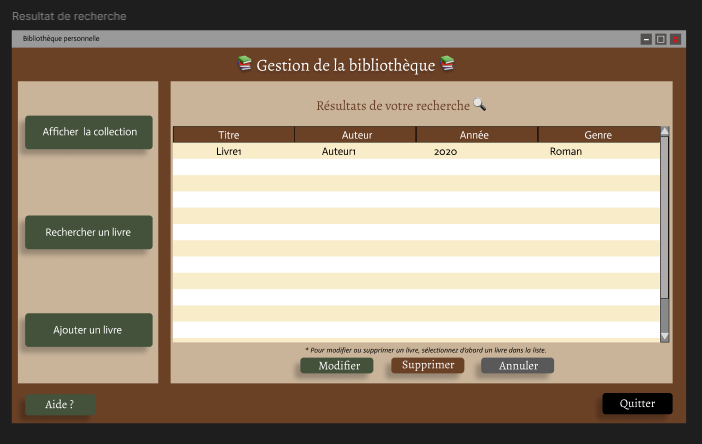 Resultat de recherche
Bibliothèque personnelle
Gestion de la bibliothèque
Afficher la collection
Rechercher un livre
Ajouter un livre
Résultats de votre recherche
Titre Auteur Année Genre
Livre1 Auteur1 2020 Roman
* Pour modifier ou supprimer un livre, sélectionnez d'abord un livre dans la liste.
Modifier Supprimer Annuler
Aide ? Quitter